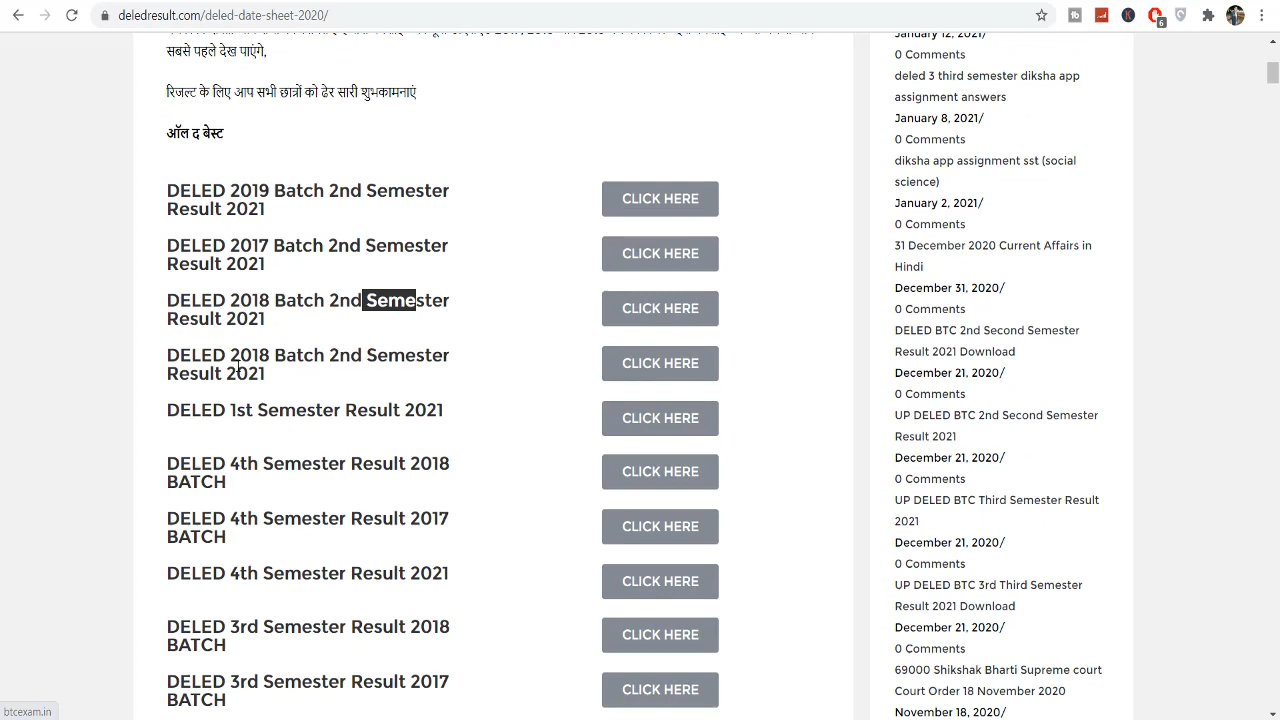 deledresult.com/deled-date-sheet-2020/
6
सबसे पहले देख पाएंगे,
रिजल्ट के लिए आप सभी छात्रों को ढेर सारी शुभकामनाएं
ऑल द बेस्ट
DELED 2019 Batch 2nd Semester
Result 2021
CLICK HERE
DELED 2017 Batch 2nd Semester
Result 2021
CLICK HERE
DELED 2018 Batch 2nd Semester
Result 2021
CLICK HERE
DELED 2018 Batch 2nd Semester
Result 2021
CLICK HERE
DELED 1st Semester Result 2021
CLICK HERE
DELED 4th Semester Result 2018
BATCH
CLICK HERE
DELED 4th Semester Result 2017
BATCH
CLICK HERE
DELED 4th Semester Result 2021
CLICK HERE
DELED 3rd Semester Result 2018
BATCH
CLICK HERE
DELED 3rd Semester Result 2017
BATCH
CLICK HERE
January 12, 2021/
0 Comments
deled 3 third semester diksha app
assignment answers
January 8, 2021/
0 Comments
diksha app assignment sst (social
science)
January 2, 2021/
0 Comments
31 December 2020 Current Affairs in
Hindi
December 31, 2020/
0 Comments
DELED BTC 2nd Second Semester
Result 2021 Download
December 21, 2020/
0 Comments
UP DELED BTC 2nd Second Semester
Result 2021
December 21, 2020/
0 Comments
UP DELED BTC Third Semester Result
2021
December 21, 2020/
0 Comments
UP DELED BTC 3rd Third Semester
Result 2021 Download
December 21, 2020/
0 Comments
69000 Shikshak Bharti Supreme court
Court Order 18 November 2020
November 18, 2020/
btcexam.in